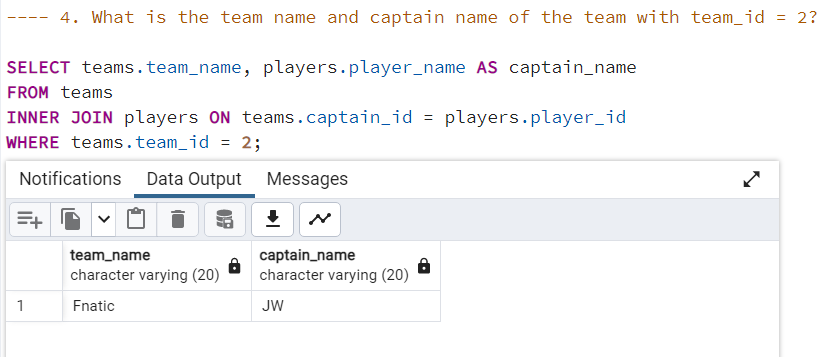 ---- 4. What is the team name and captain name of the team with team_id = 2?
SELECT teams.team_name, players.player_name AS captain_name
FROM teams
INNER JOIN players ON teams.captain_id = players.player_id
WHERE teams.team_id = 2;
Notifications Data Output Messages
team_name captain_name
character varying (20) character varying (20)
1 Fnatic JW